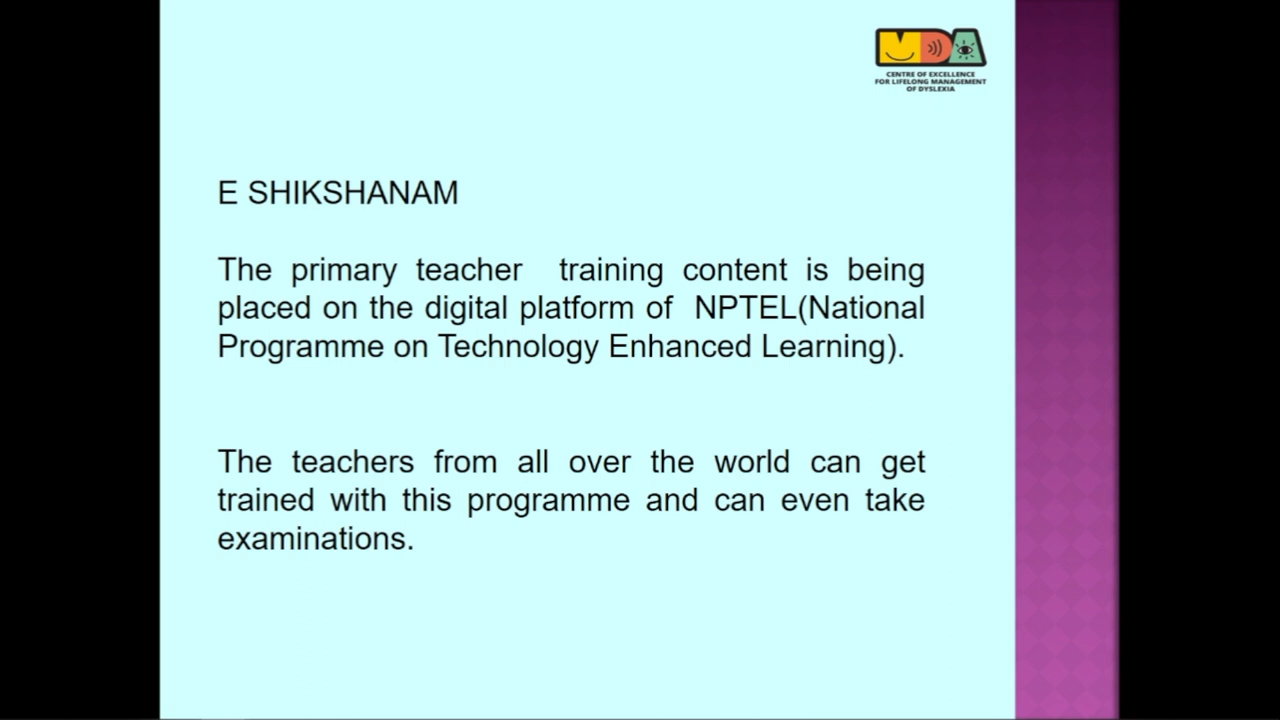 MDA
CENTRE OF EXCELLENCE
FOR LIFELONG MANAGEMENT
OF DYSLEXIA
E SHIKSHANAM
The primary teacher training content is being
placed on the digital platform of NPTEL(National
Programme on Technology Enhanced Learning).
The teachers from all over the world can get
trained with this programme and can even take
examinations.